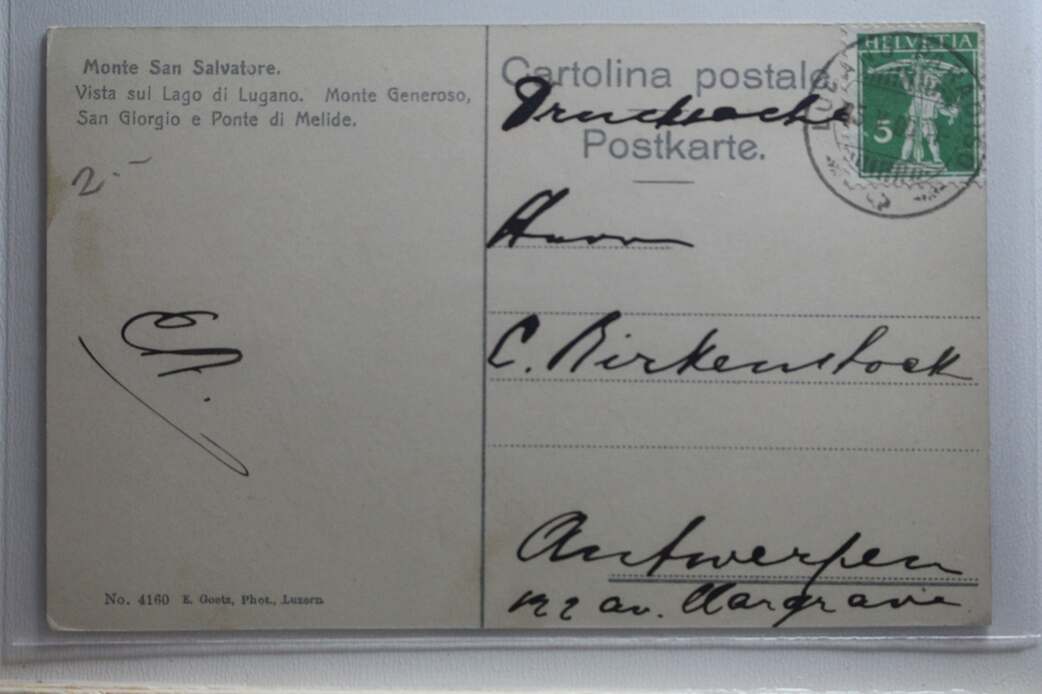 Monte San Salvatore.
Vista sul Lago di Lugano. Monte Generoso,
San Giorgio e Ponte di Melide.
2.-
No. 4160 E. Goetz, Phot., Luzern
Cartolina postale
Drucksache
Postkarte.
HELVETIA
5
Herrn
C. Birkenstock
Antwerpen
av. Margrave